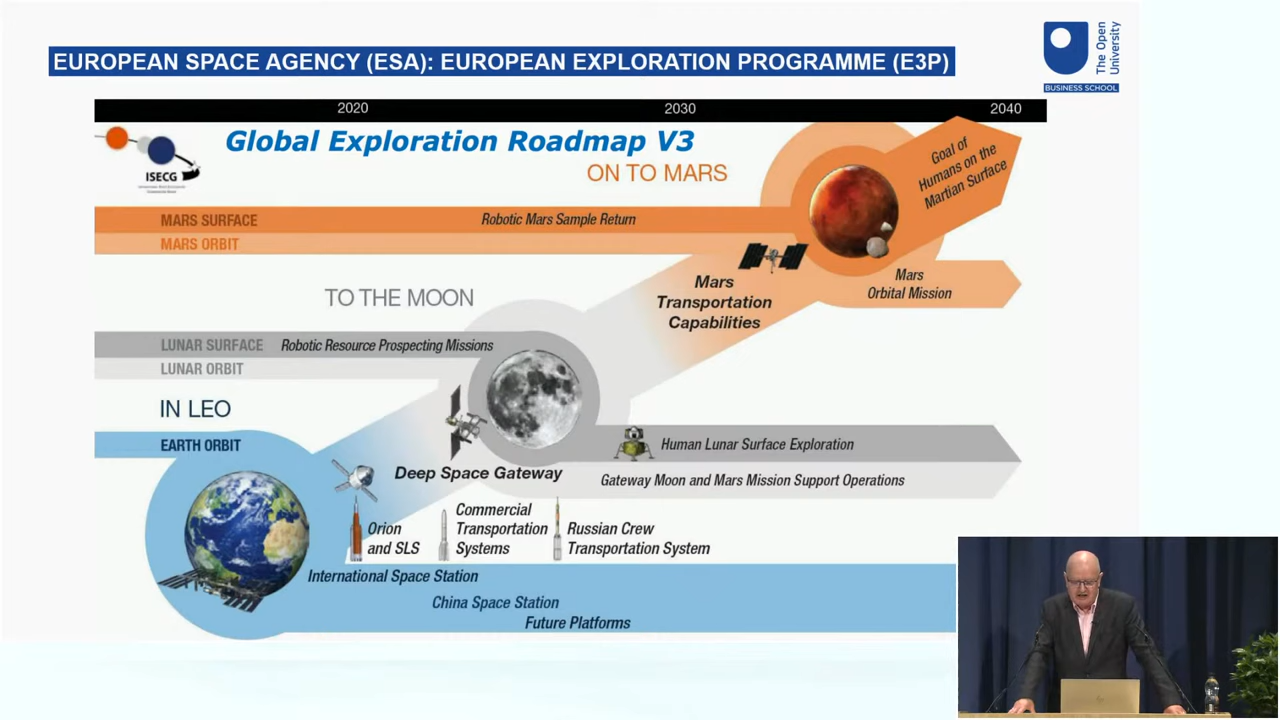 EUROPEAN SPACE AGENCY (ESA): EUROPEAN EXPLORATION PROGRAMME (E3P)
The Open
University
BUSINESS SCHOOL
2020
2030
2040
Global Exploration Roadmap V3
ISECG
ON TO MARS
Goal of
Humans on the
Martian Surface
MARS SURFACE
Robotic Mars Sample Return
MARS ORBIT
Mars
Orbital Mission
Mars
Transportation
Capabilities
TO THE MOON
LUNAR SURFACE
Robotic Resource Prospecting Missions
LUNAR ORBIT
IN LEO
EARTH ORBIT
Human Lunar Surface Exploration
Deep Space Gateway
Gateway Moon and Mars Mission Support Operations
Orion
and SLS
Commercial
Transportation
Systems
Russian Crew
Transportation System
International Space Station
China Space Station
Future Platforms